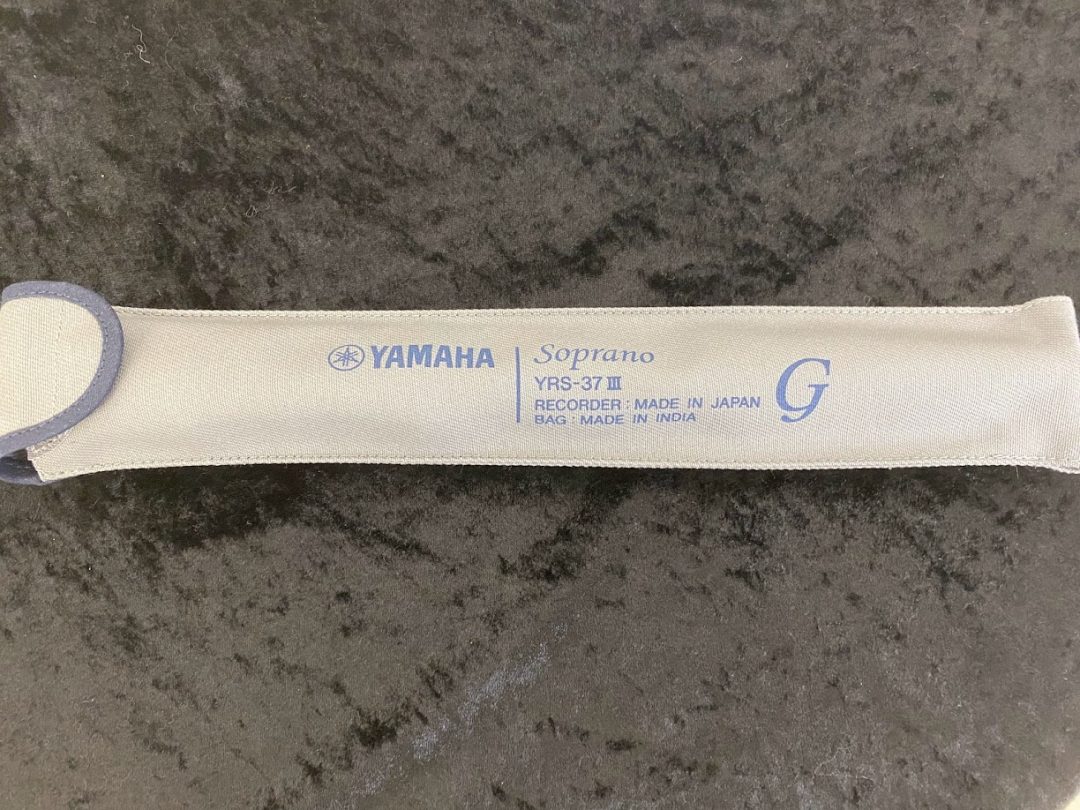 YAMAHA
Soprano
YRS-37 III
RECORDER : MADE IN JAPAN
BAG : MADE IN INDIA
G